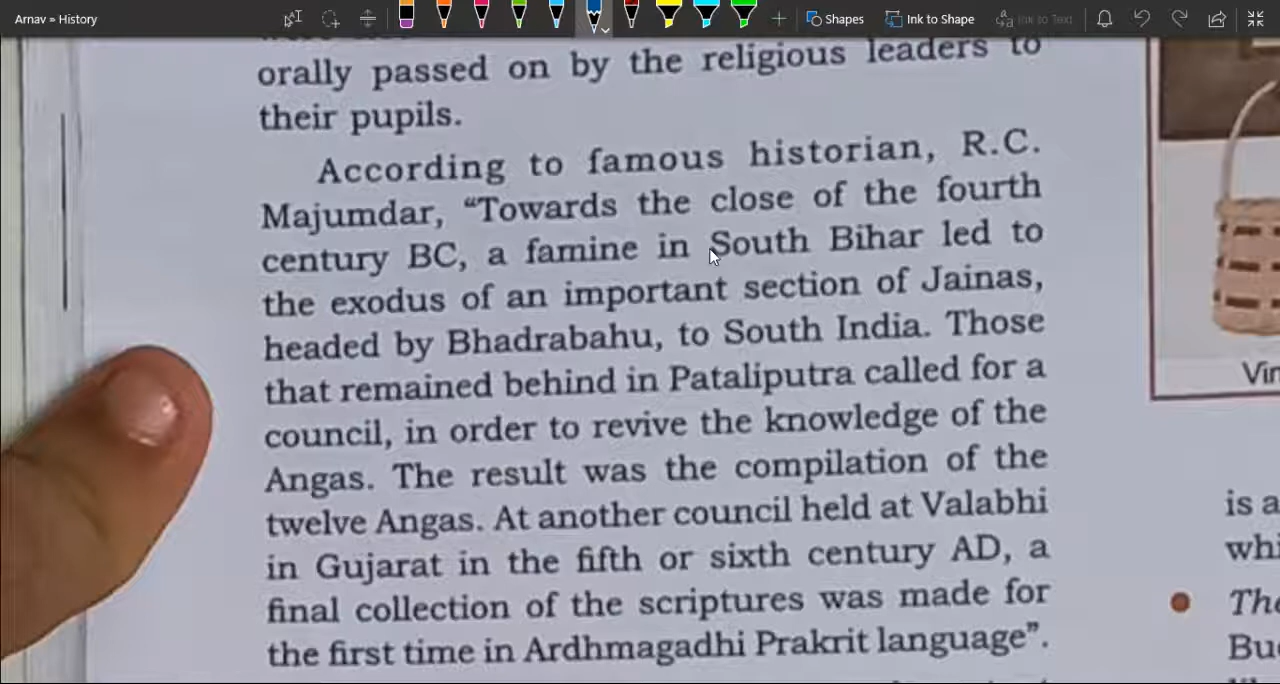 Arnav » History
Shapes
Ink to Shape
Ink to Text
orally passed on by the religious leaders to
their pupils.
According to famous historian, R.C.
Majumdar, “Towards the close of the fourth
century BC, a famine in South Bihar led to
the exodus of an important section of Jainas,
headed by Bhadrabahu, to South India. Those
that remained behind in Pataliputra called for a
council, in order to revive the knowledge of the
Angas. The result was the compilation of the
twelve Angas. At another council held at Valabhi
in Gujarat in the fifth or sixth century AD, a
final collection of the scriptures was made for
the first time in Ardhmagadhi Prakrit language”.
is a